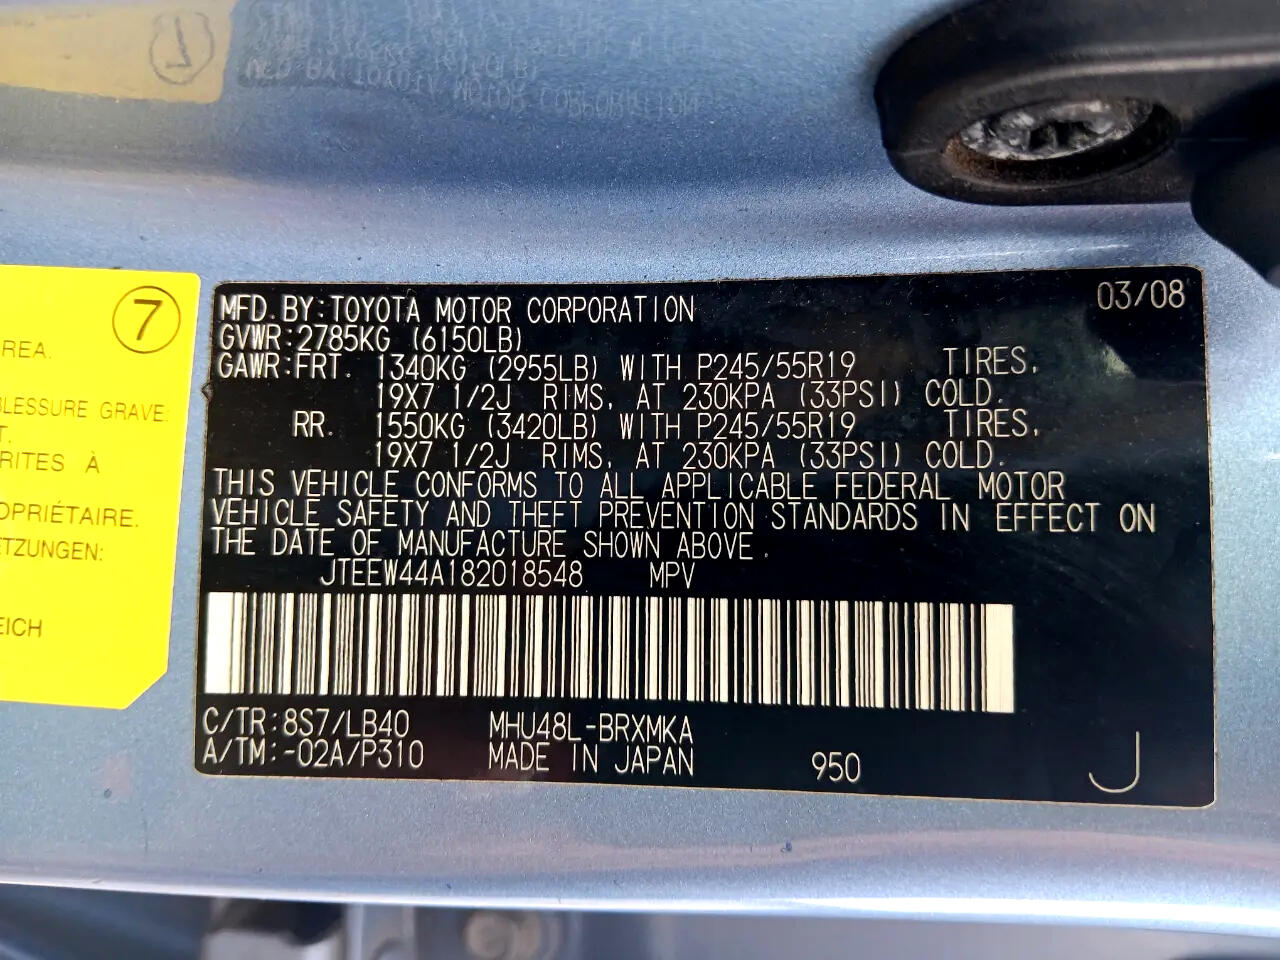 7
REA.
BLESSURE GRAVE:
T.
RITES À
OPRIÉTAIRE.
ETZUNGEN:
EICH
MFD.BY:TOYOTA MOTOR CORPORATION 03/08
GVWR:2785KG (6150LB)
GAWR:FRT. 1340KG (2955LB) WITH P245/55R19 TIRES,
19X7 1/2J RIMS, AT 230KPA (33PSI) COLD.
RR. 1550KG (3420LB) WITH P245/55R19 TIRES,
19X7 1/2J RIMS, AT 230KPA (33PSI) COLD.
THIS VEHICLE CONFORMS TO ALL APPLICABLE FEDERAL MOTOR
VEHICLE SAFETY AND THEFT PREVENTION STANDARDS IN EFFECT ON
THE DATE OF MANUFACTURE SHOWN ABOVE.
JTEEW44A182018548 MPV
C/TR:8S7/LB40 MHU48L-BRXMKA
A/TM:-02A/P310 MADE IN JAPAN 950 J